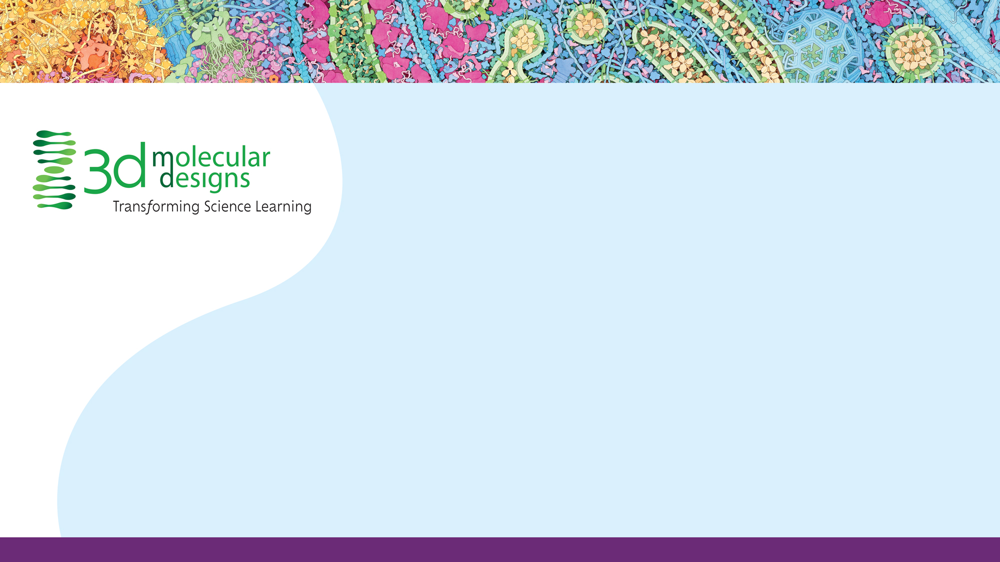 3d molecular
designs
Transforming Science Learning